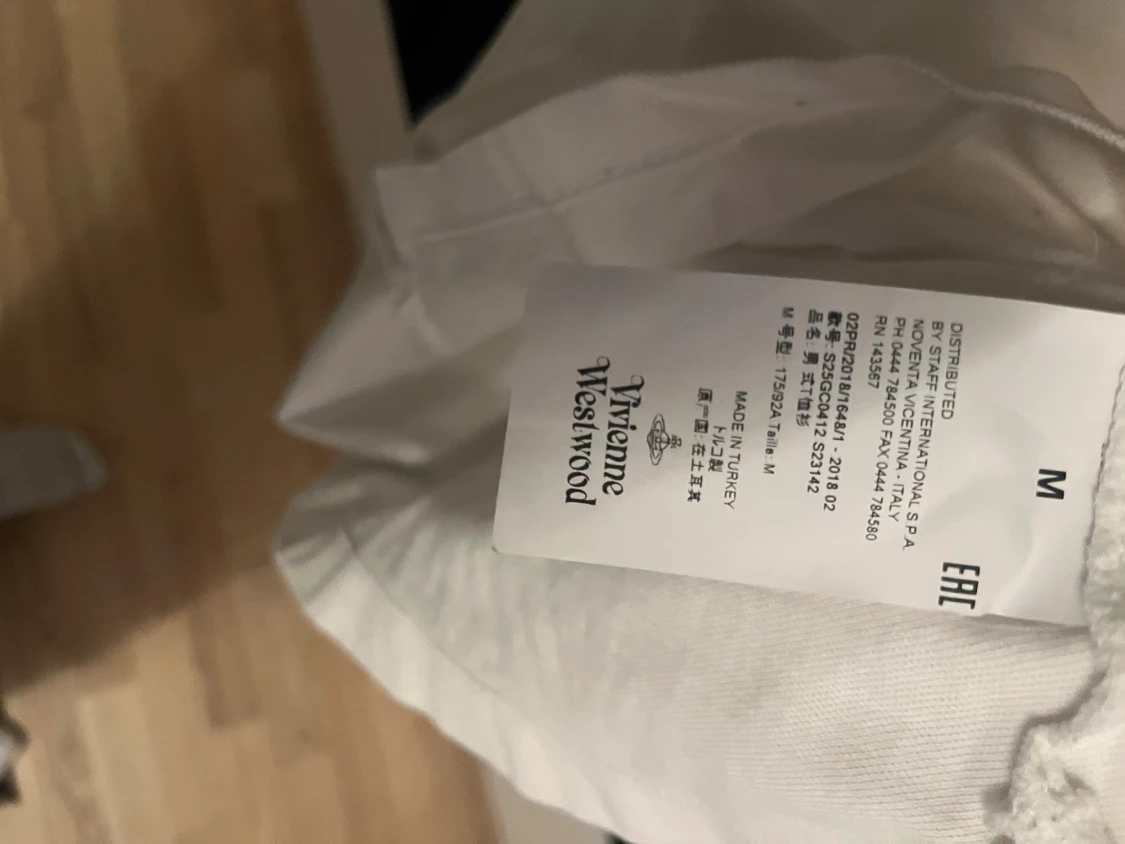 M
EAC
DISTRIBUTED
BY STAFF INTERNATIONAL S.P.A.
NOVENTA VICENTINA - ITALY
PH 0444 784500 FAX 0444 784580
RN 143567
02PR/2018/1648/1 - 2018 02
款号: S25GC0412 S23142
品名: 男 式T恤衫
M 号型: 175/92A Taille: M
MADE IN TURKEY
トルコ製
原产国: 在土耳其
Vivienne
Westwood